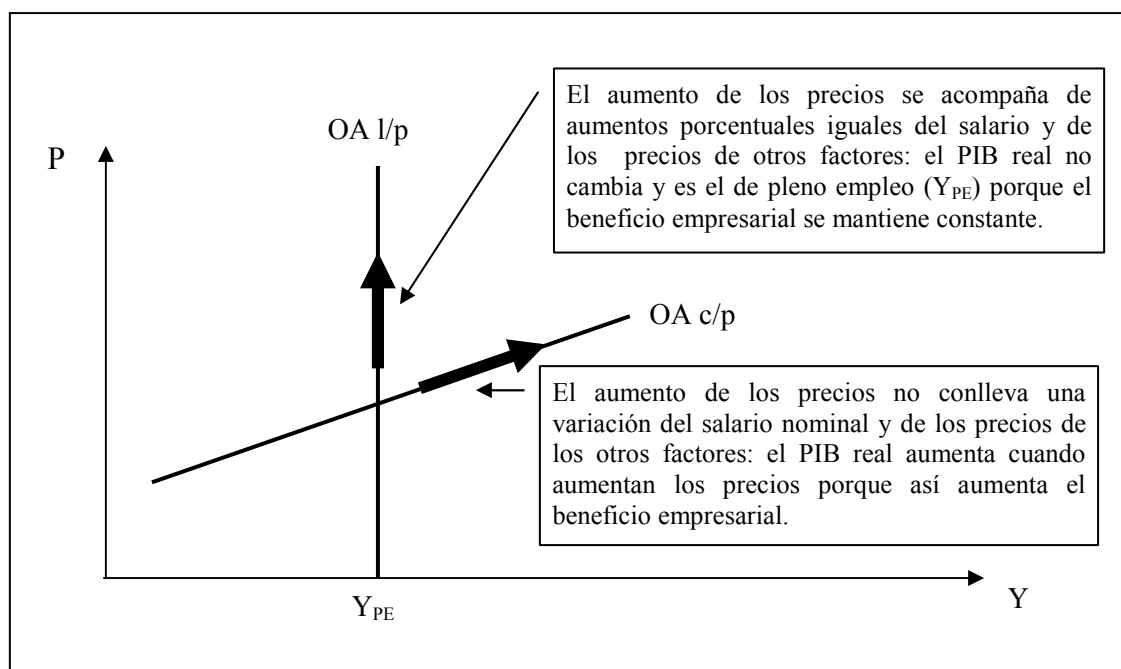 El aumento de los precios se acompaña de
aumentos porcentuales iguales del salario y de
los precios de otros factores: el PIB real no
cambia y es el de pleno empleo (YPE) porque el
beneficio empresarial se mantiene constante.
OA l/p
P
OA c/p
El aumento de los precios no conlleva una
variación del salario nominal y de los precios de
los otros factores: el PIB real aumenta cuando
aumentan los precios porque así aumenta el
beneficio empresarial.
YPE
Y